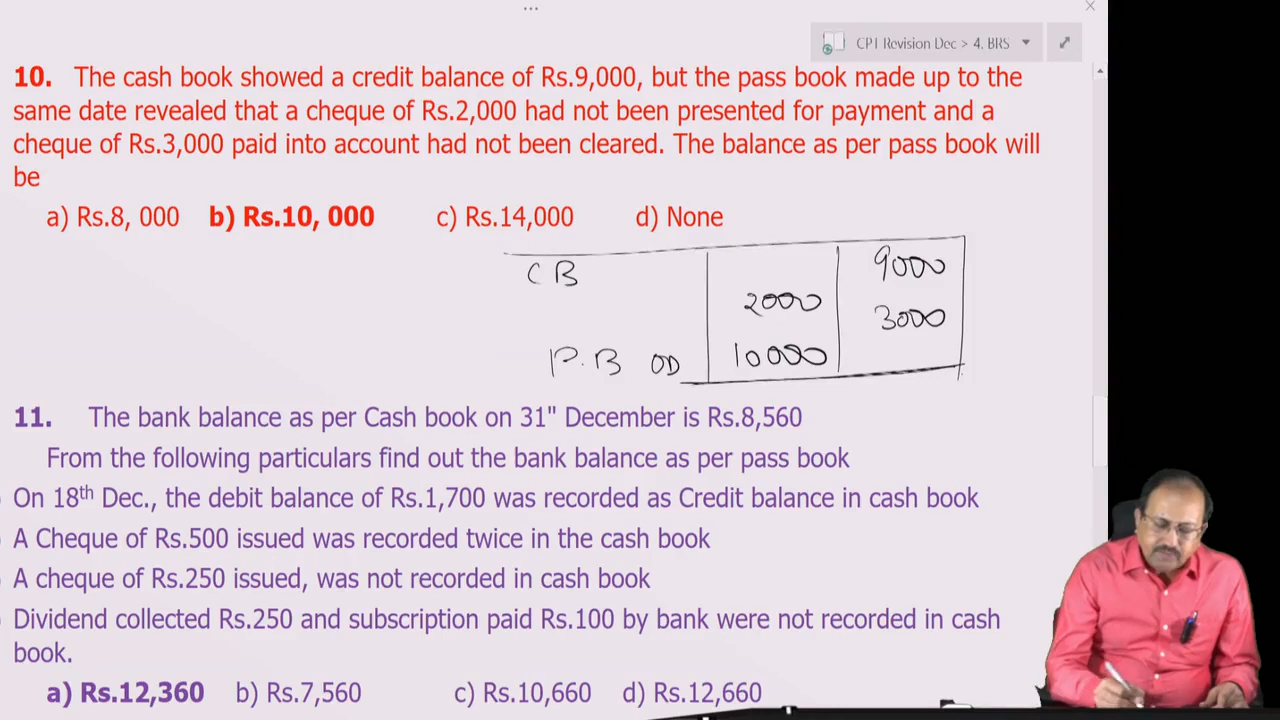 ...
CPT Revision Dec > 4. BRS
10. The cash book showed a credit balance of Rs.9,000, but the pass book made up to the
same date revealed that a cheque of Rs.2,000 had not been presented for payment and a
cheque of Rs.3,000 paid into account had not been cleared. The balance as per pass book will
be
a) Rs.8, 000 b) Rs.10, 000 c) Rs.14,000 d) None
CB 9000
2000 3000
P.B OD 10000
11. The bank balance as per Cash book on 31" December is Rs.8,560
From the following particulars find out the bank balance as per pass book
On 18th Dec., the debit balance of Rs.1,700 was recorded as Credit balance in cash book
A Cheque of Rs.500 issued was recorded twice in the cash book
A cheque of Rs.250 issued, was not recorded in cash book
Dividend collected Rs.250 and subscription paid Rs.100 by bank were not recorded in cash
book.
a) Rs.12,360 b) Rs.7,560 c) Rs.10,660 d) Rs.12,660